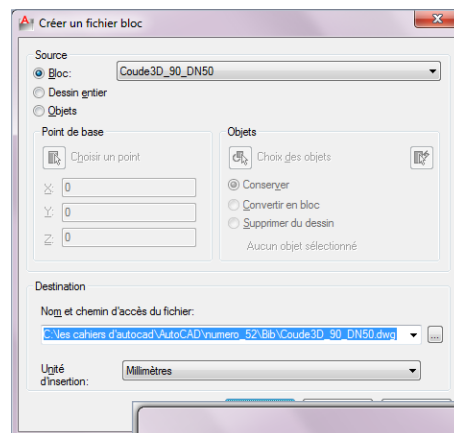 Créer un fichier bloc
Source
Bloc:
Coude3D_90_DN50
Dessin entier
Objets
Point de base
Choisir un point
X: 0
Y: 0
Z: 0
Objets
Choix des objets
Conserver
Convertir en bloc
Supprimer du dessin
Aucun objet sélectionné
Destination
Nom et chemin d'accès du fichier:
C:\les cahiers d'autocad\AutoCAD\numero_52\Bib\Coude3D_90_DN50.dwg
...
Unité d'insertion:
Millimètres